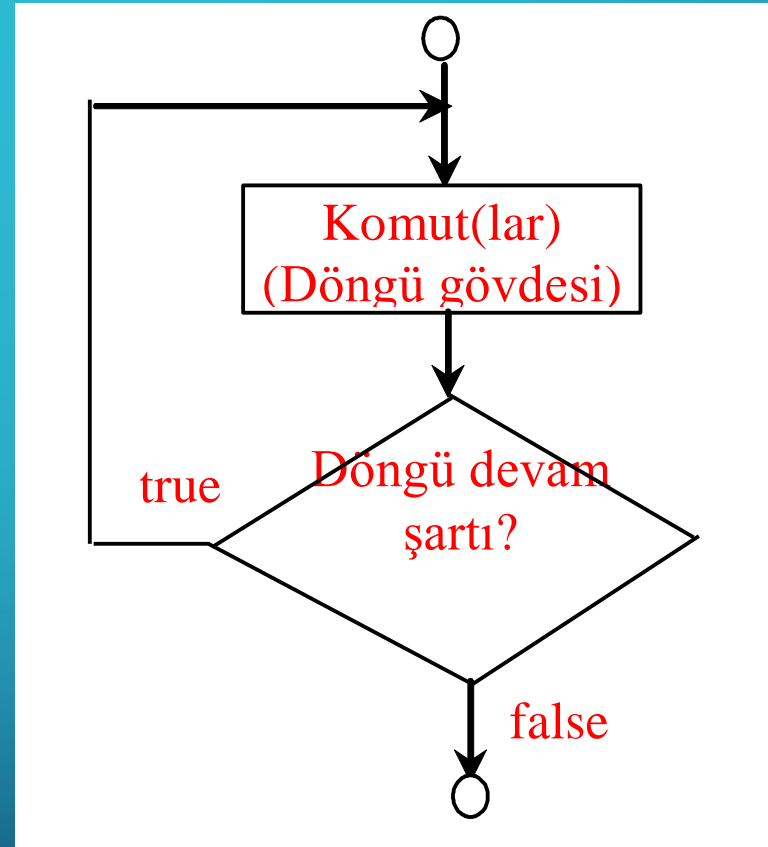 Komut(lar)
(Döngü gövdesi)
Döngü devam
şartı?
true
false